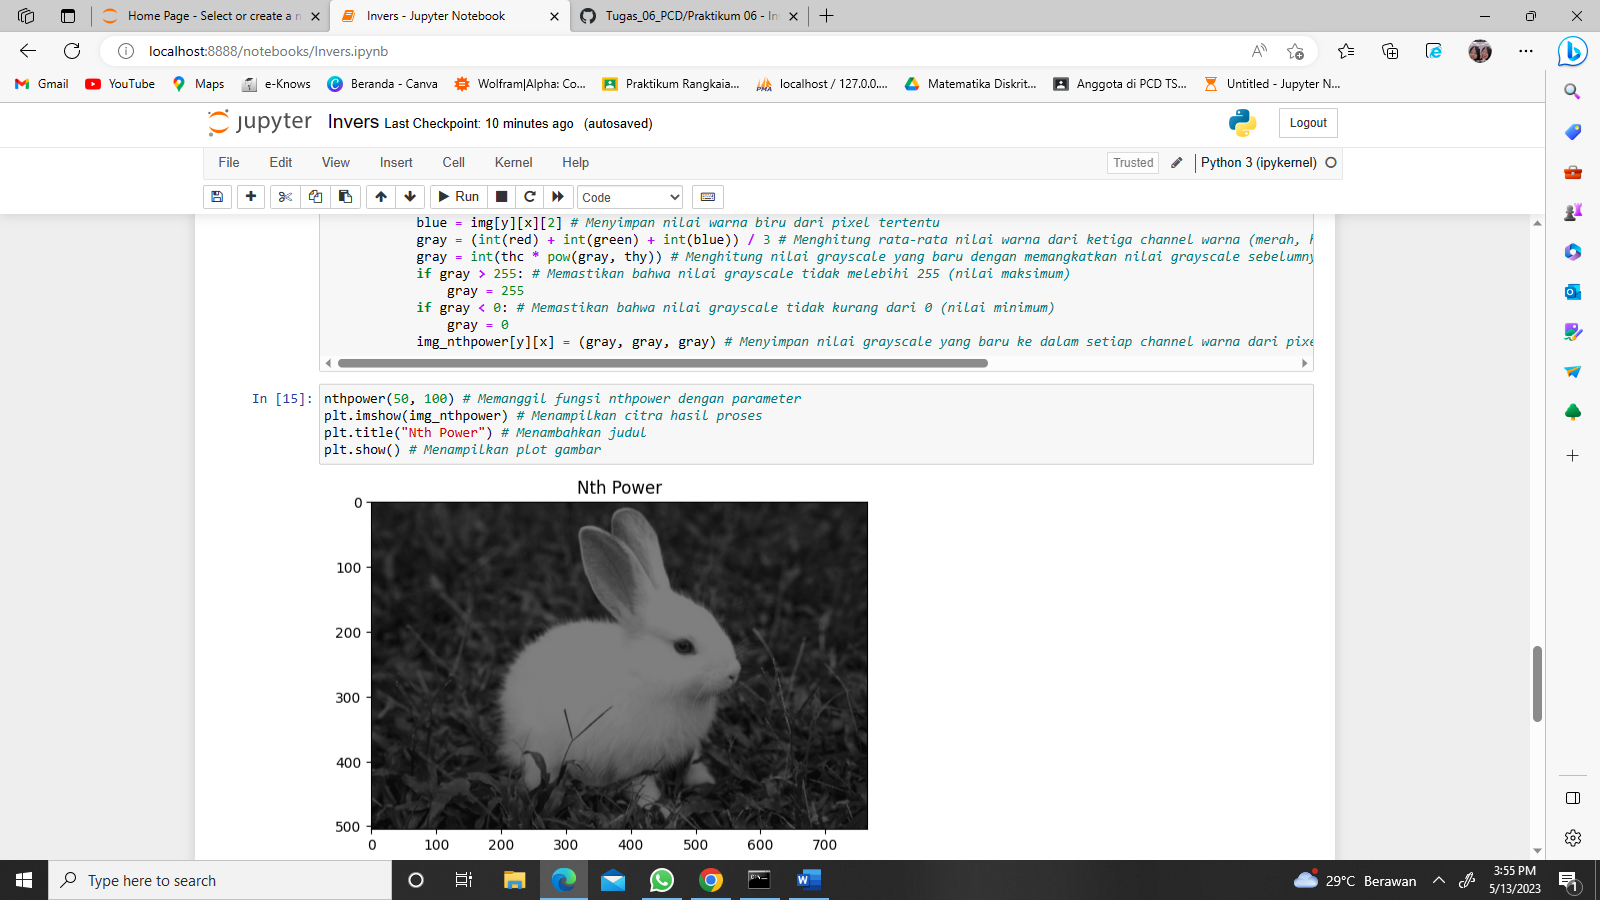 Home Page - Select or create a n
Invers - Jupyter Notebook
Tugas_06_PCD/Praktikum 06 - In
localhost:8888/notebooks/Invers.ipynb
Gmail
YouTube
Maps
e-Knows
Beranda - Canva
Wolfram|Alpha: Co...
Praktikum Rangkaia...
localhost / 127.0.0....
Matematika Diskrit...
Anggota di PCD TS...
Untitled - Jupyter N...
jupyter Invers Last Checkpoint: 10 minutes ago (autosaved)
Logout
File Edit View Insert Cell Kernel Help
Trusted
Python 3 (ipykernel)
Run
Code
blue = img[y][x][2] # Menyimpan nilai warna biru dari pixel tertentu
gray = (int(red) + int(green) + int(blue)) / 3 # Menghitung rata-rata nilai warna dari ketiga channel warna (merah,
gray = int(thc * pow(gray, thy)) # Menghitung nilai grayscale yang baru dengan memangkatkan nilai grayscale sebelumny
if gray > 255: # Memastikan bahwa nilai grayscale tidak melebihi 255 (nilai maksimum)
gray = 255
if gray < 0: # Memastikan bahwa nilai grayscale tidak kurang dari 0 (nilai minimum)
gray = 0
img_nthpower[y][x] = (gray, gray, gray) # Menyimpan nilai grayscale yang baru ke dalam setiap channel warna dari pixe
In [15]:
nthpower(50, 100) # Memanggil fungsi nthpower dengan parameter
plt.imshow(img_nthpower) # Menampilkan citra hasil proses
plt.title("Nth Power") # Menambahkan judul
plt.show() # Menampilkan plot gambar
Nth Power
0
100
200
300
400
500
0 100 200 300 400 500 600 700
Type here to search
29°C Berawan
3:55 PM
5/13/2023
1